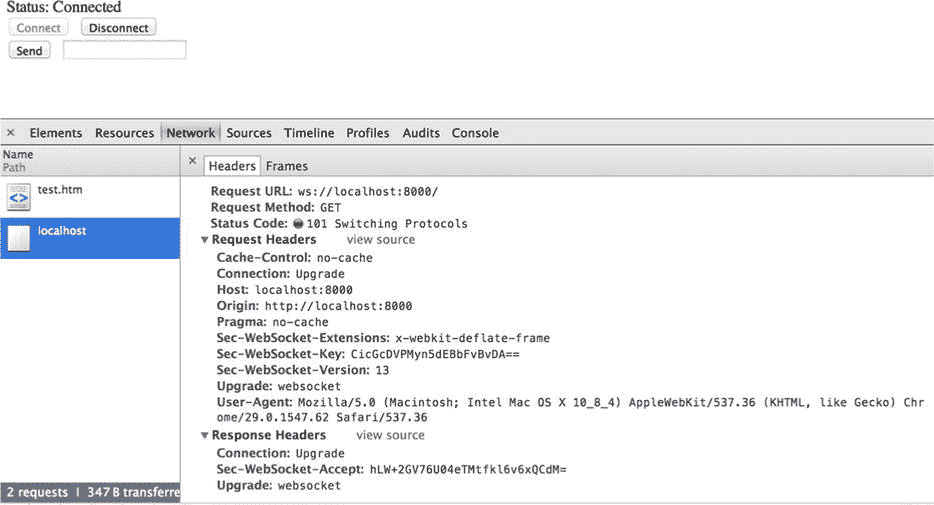 Status: Connected
Connect Disconnect
Send
× Elements Resources Network Sources Timeline Profiles Audits Console
Name
Path
× Headers Frames
test.htm
localhost
Request URL: ws://localhost:8000/
Request Method: GET
Status Code: 101 Switching Protocols
▼ Request Headers view source
Cache-Control: no-cache
Connection: Upgrade
Host: localhost:8000
Origin: http://localhost:8000
Pragma: no-cache
Sec-WebSocket-Extensions: x-webkit-deflate-frame
Sec-WebSocket-Key: CicGcDVPMyn5dEBbFvBvDA==
Sec-WebSocket-Version: 13
Upgrade: websocket
User-Agent: Mozilla/5.0 (Macintosh; Intel Mac OS X 10_8_4) AppleWebKit/537.36 (KHTML, like Gecko) Chr
ome/29.0.1547.62 Safari/537.36
▼ Response Headers view source
Connection: Upgrade
Sec-WebSocket-Accept: hLW+2GV76U04eTMtfkl6v6xQCdM=
Upgrade: websocket
2 requests | 347 B transferre